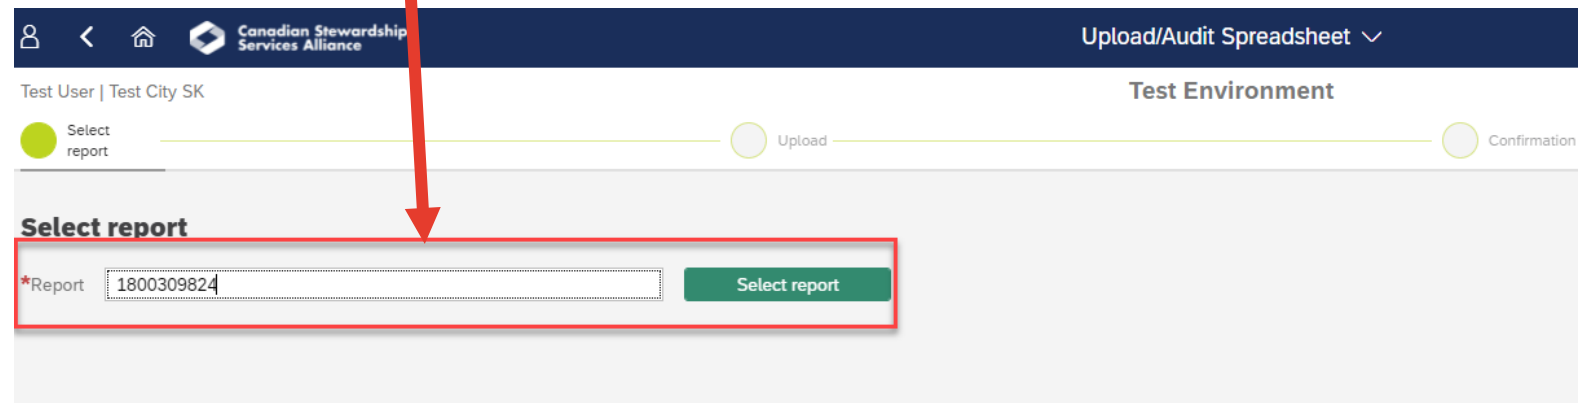 Canadian Stewardship
Services Alliance
Upload/Audit Spreadsheet
Test User | Test City SK
Test Environment
Select
report
Upload
Confirmation
Select report
*Report 1800309824 Select report